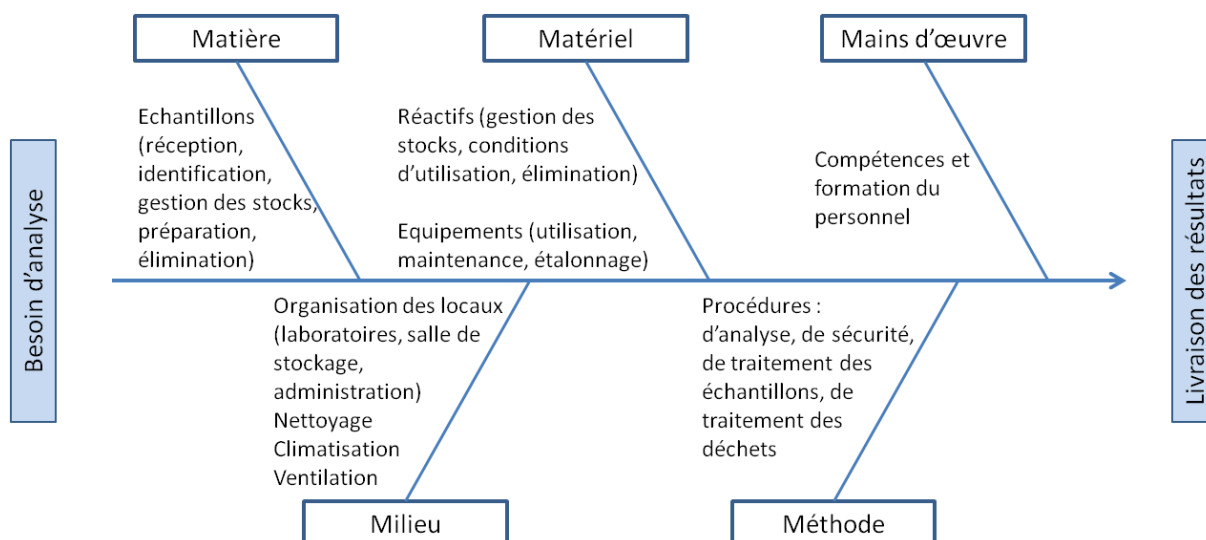 Matière
Matériel
Mains d'œuvre
Besoin d'analyse
Echantillons
(réception,
identification,
gestion des stocks,
préparation,
élimination)
Réactifs (gestion des
stocks, conditions
d'utilisation, élimination)
Equipements (utilisation,
maintenance, étalonnage)
Compétences et
formation du
personnel
Livraison des résultats
Organisation des locaux
(laboratoires, salle de
stockage,
administration)
Nettoyage
Climatisation
Ventilation
Procédures :
d'analyse, de sécurité,
de traitement des
échantillons, de
traitement des
déchets
Milieu
Méthode